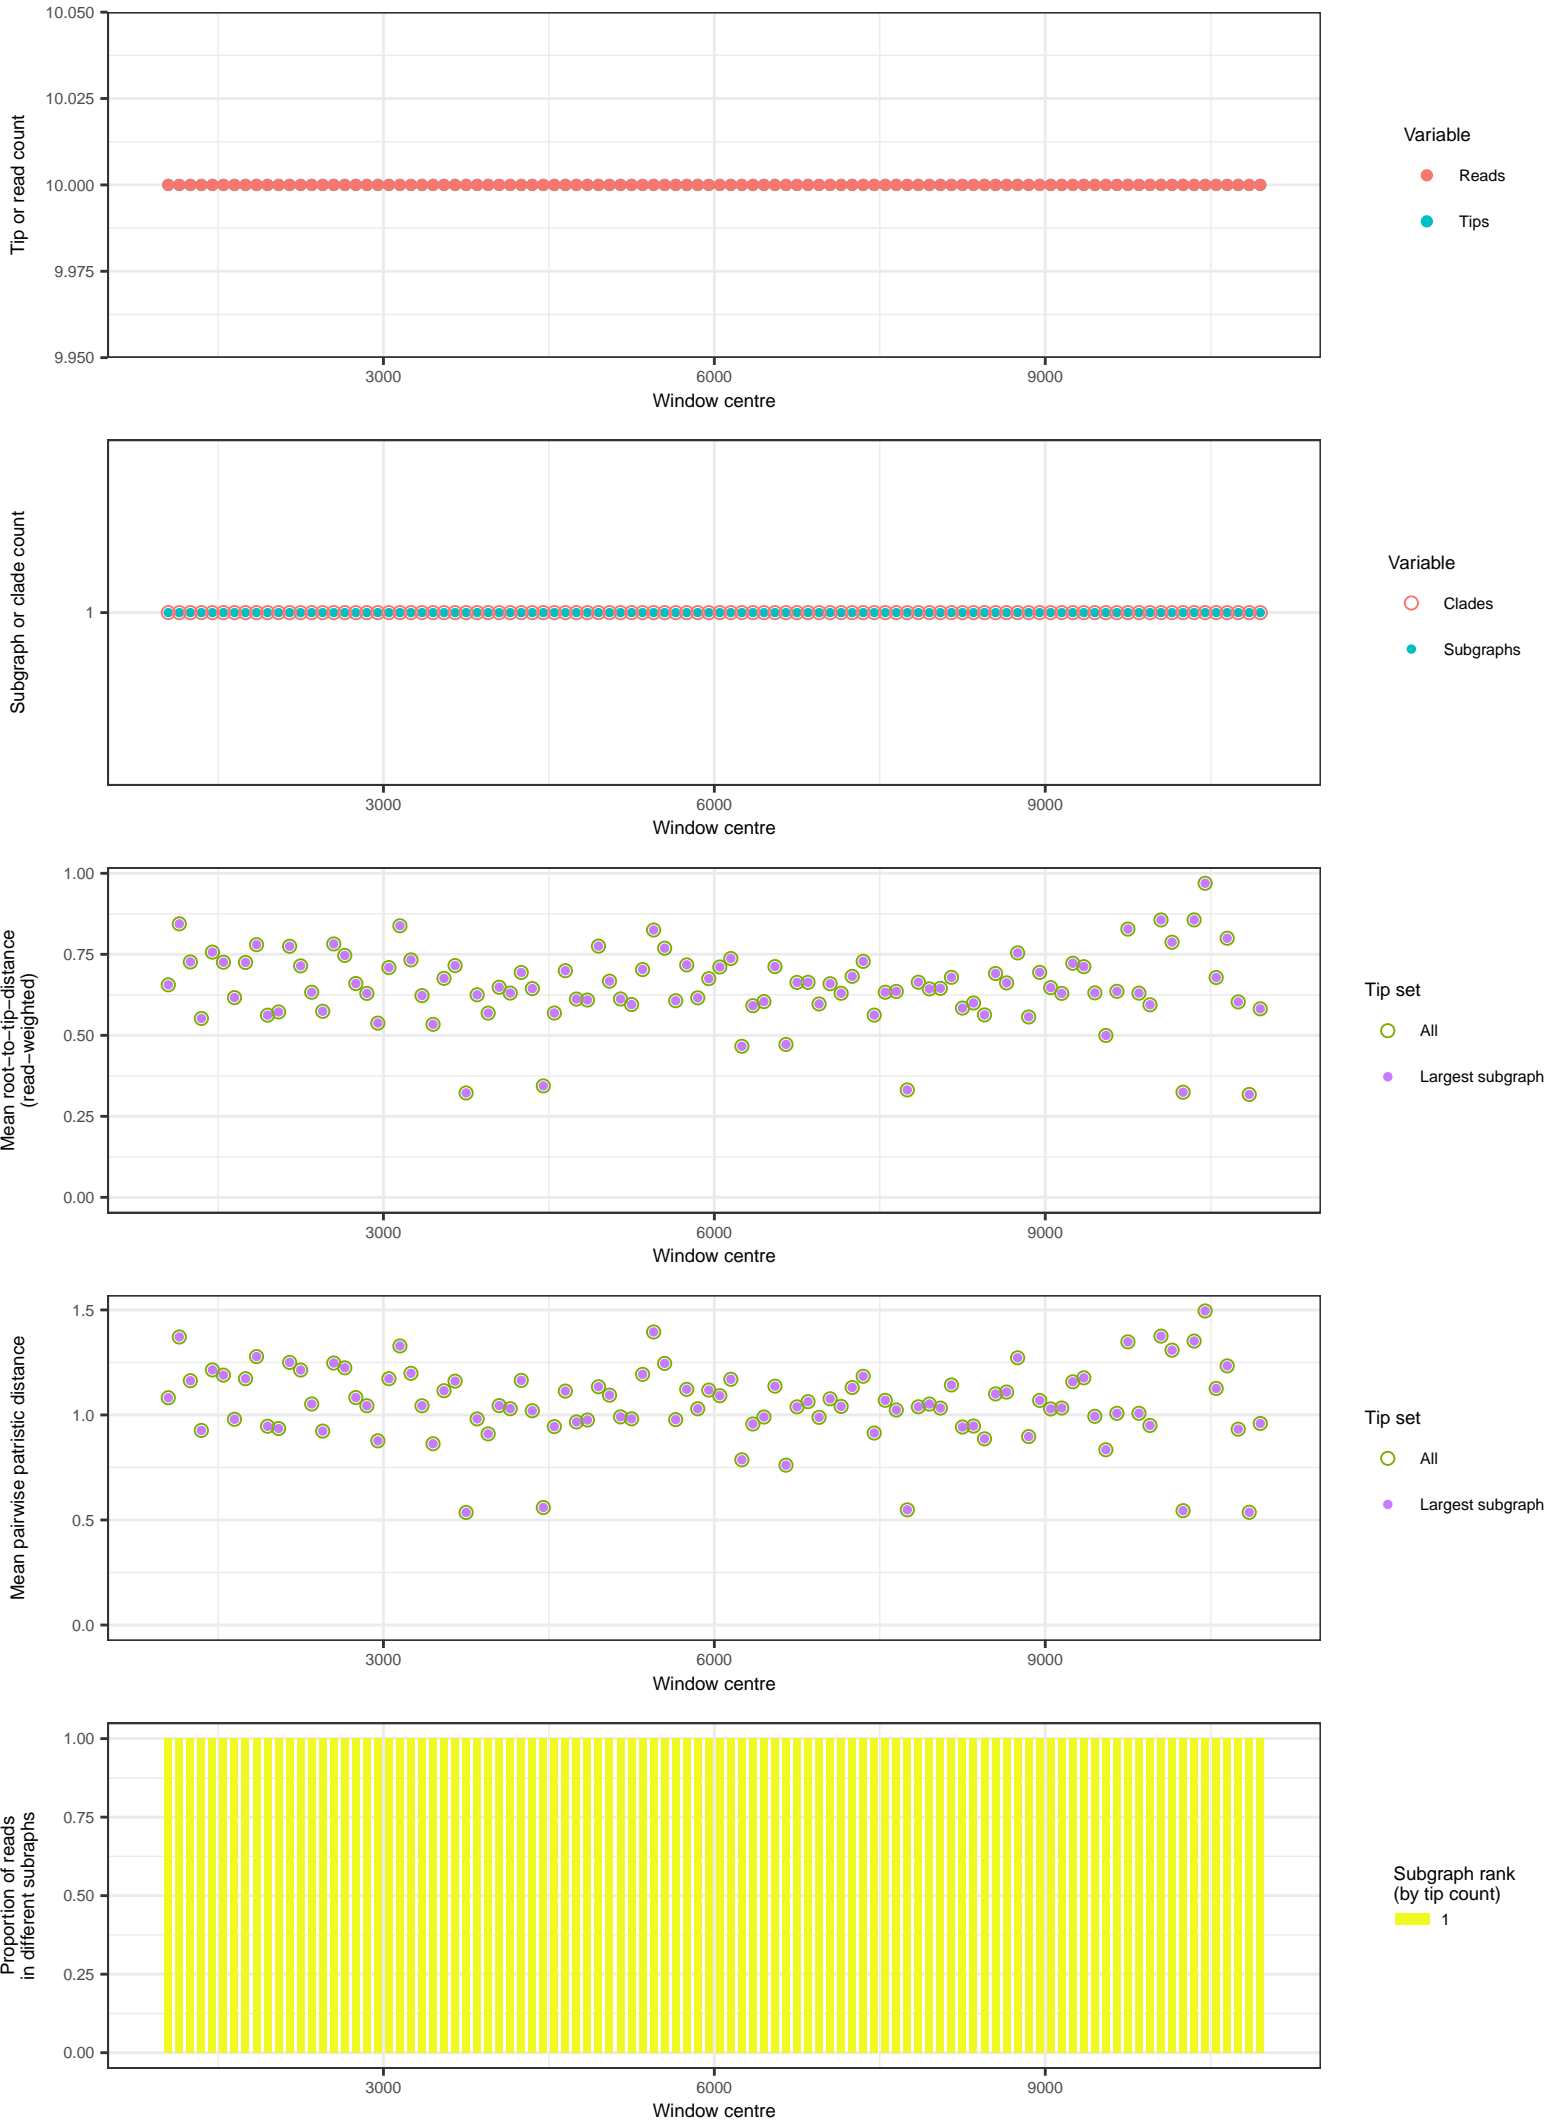 10.050
10.025
10.000
9.975
9.950
Tip or read count
3000
6000
9000
Window centre
Variable
Reads
Tips
1
Subgraph or clade count
3000
6000
9000
Window centre
Variable
Clades
Subgraphs
1.00
0.75
0.50
0.25
0.00
Mean root−to−tip−distance
(read−weighted)
3000
6000
9000
Window centre
Tip set
All
Largest subgraph
1.5
1.0
0.5
0.0
Mean pairwise patristic distance
3000
6000
9000
Window centre
Tip set
All
Largest subgraph
1.00
0.75
0.50
0.25
0.00
Proportion of reads
in different subraphs
3000
6000
9000
Window centre
Subgraph rank
(by tip count)
1